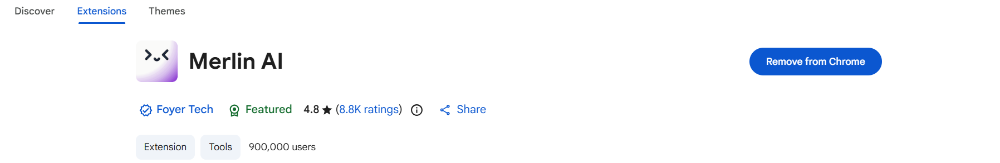 Discover Extensions Themes
Merlin AI
Remove from Chrome
Foyer Tech Featured 4.8 ★ (8.8K ratings) Share
Extension Tools 900,000 users